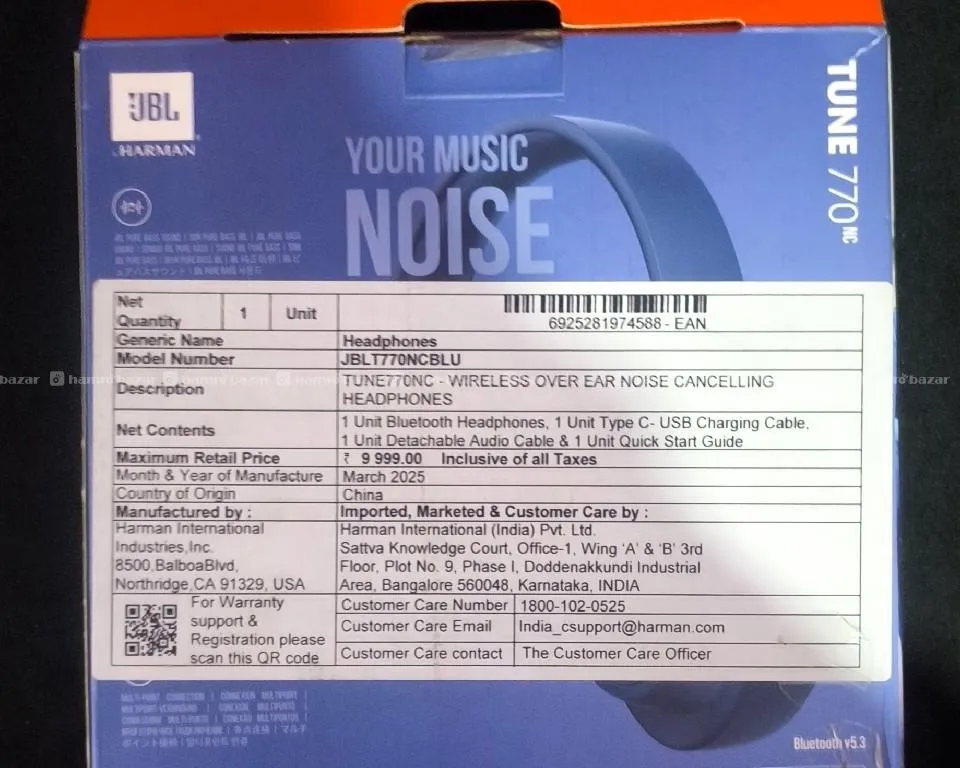 JBL
HARMAN
TUNE 770NC
YOUR MUSIC
NOISE
Net Quantity 1 Unit
6925281974588 - EAN
Generic Name Headphones
Model Number JBLT770NCBLU
Description TUNE770NC - WIRELESS OVER EAR NOISE CANCELLING
HEADPHONES
Net Contents 1 Unit Bluetooth Headphones, 1 Unit Type C- USB Charging Cable,
1 Unit Detachable Audio Cable & 1 Unit Quick Start Guide
Maximum Retail Price ₹ 9 999.00 Inclusive of all Taxes
Month & Year of Manufacture March 2025
Country of Origin China
Manufactured by : Imported, Marketed & Customer Care by :
Harman International Harman International (India) Pvt. Ltd.
Industries,Inc. Sattva Knowledge Court, Office-1, Wing 'A' & 'B' 3rd
8500,BalboaBlvd, Floor, Plot No. 9, Phase I, Doddenakkundi Industrial
Northridge,CA 91329, USA Area, Bangalore 560048, Karnataka, INDIA
For Warranty
support &
Registration please
scan this QR code
Customer Care Number 1800-102-0525
Customer Care Email India_csupport@harman.com
Customer Care contact The Customer Care Officer
MULTI-POINT CONNECTION | CONEXION MULTIPOINT |
Bluetooth v5.3